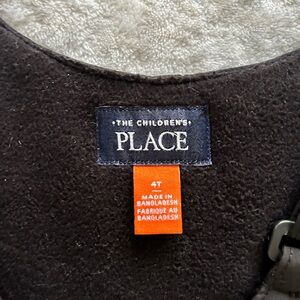 •THE CHILDREN'S•
PLACE
4T
MADE IN
BANGLADESH
FABRIQUÉ AU
BANGLADESH